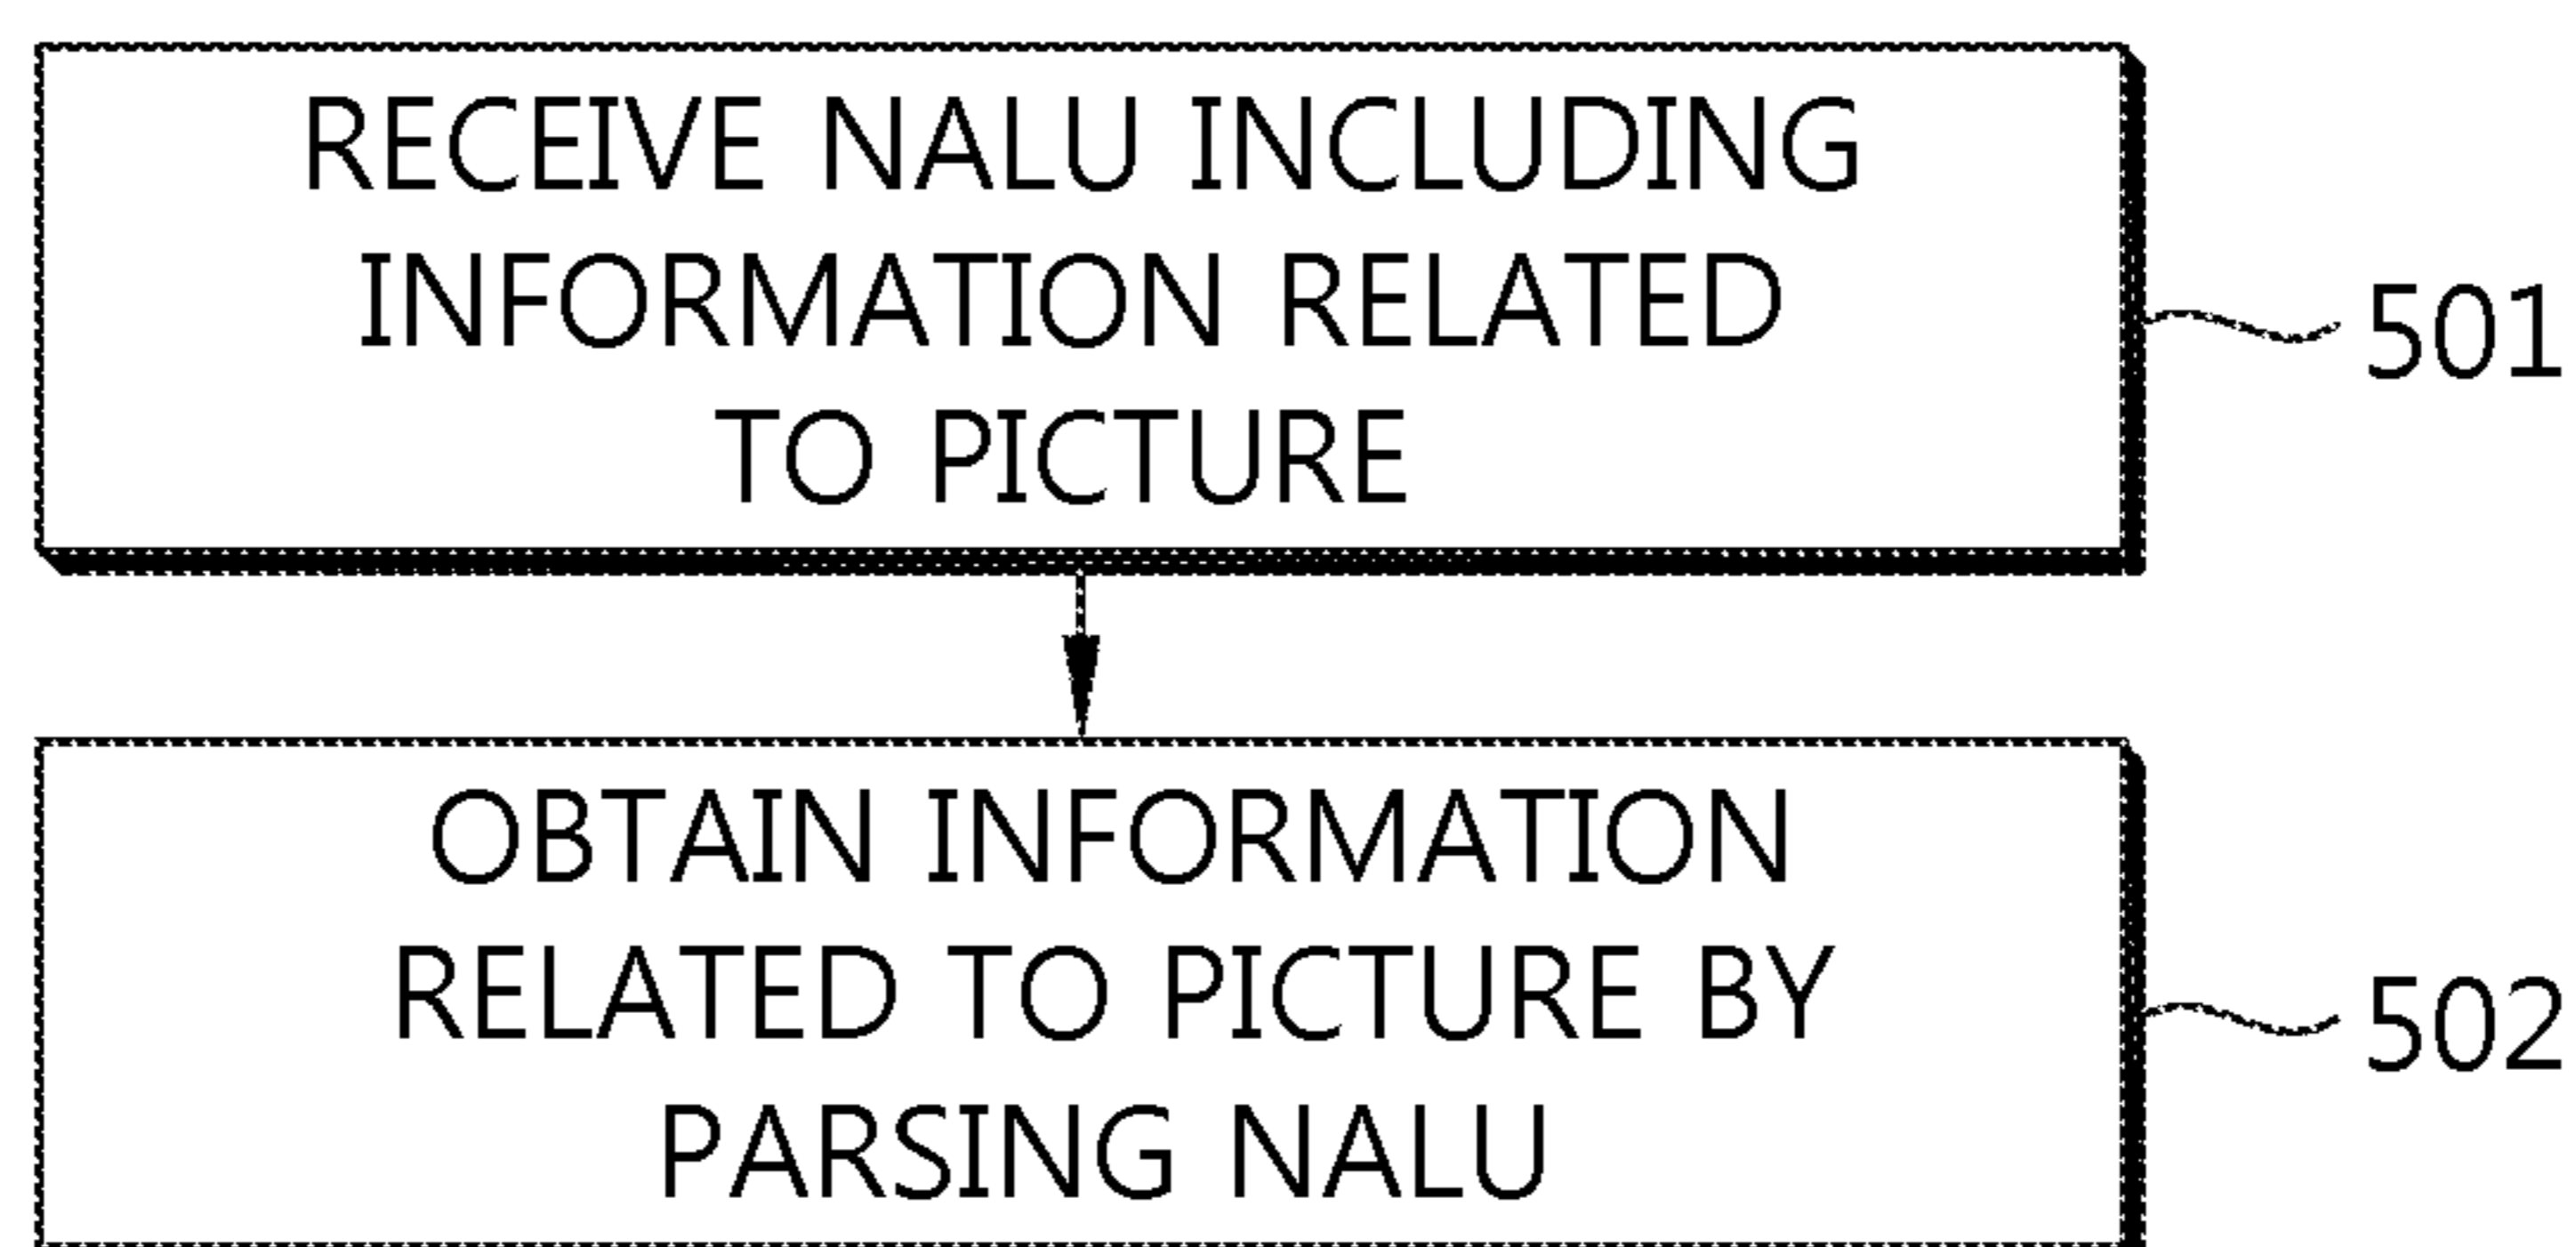 RECEIVE NALU INCLUDING
INFORMATION RELATED
TO PICTURE
501
OBTAIN INFORMATION
RELATED TO PICTURE BY
PARSING NALU
502